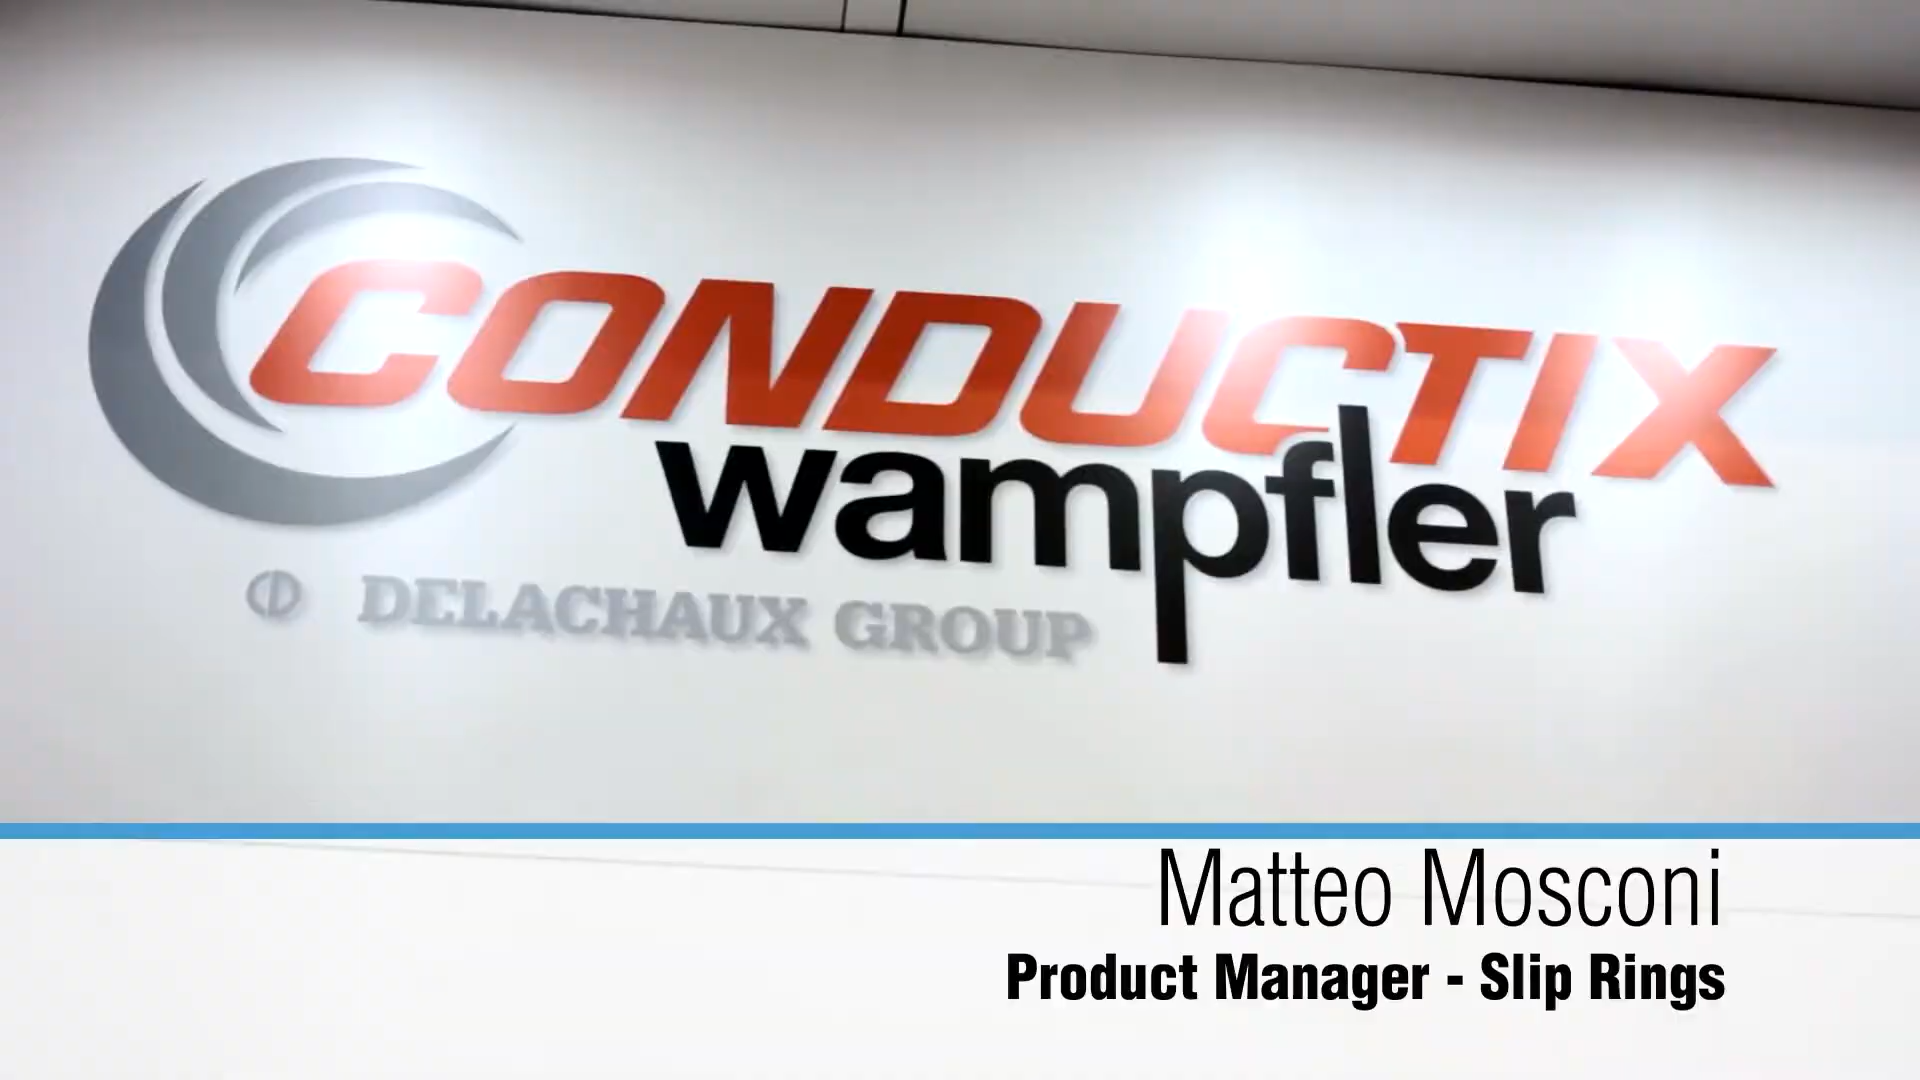 CONDUCTIX
wampfler
DELACHAUX GROUP
Matteo Mosconi
Product Manager - Slip Rings